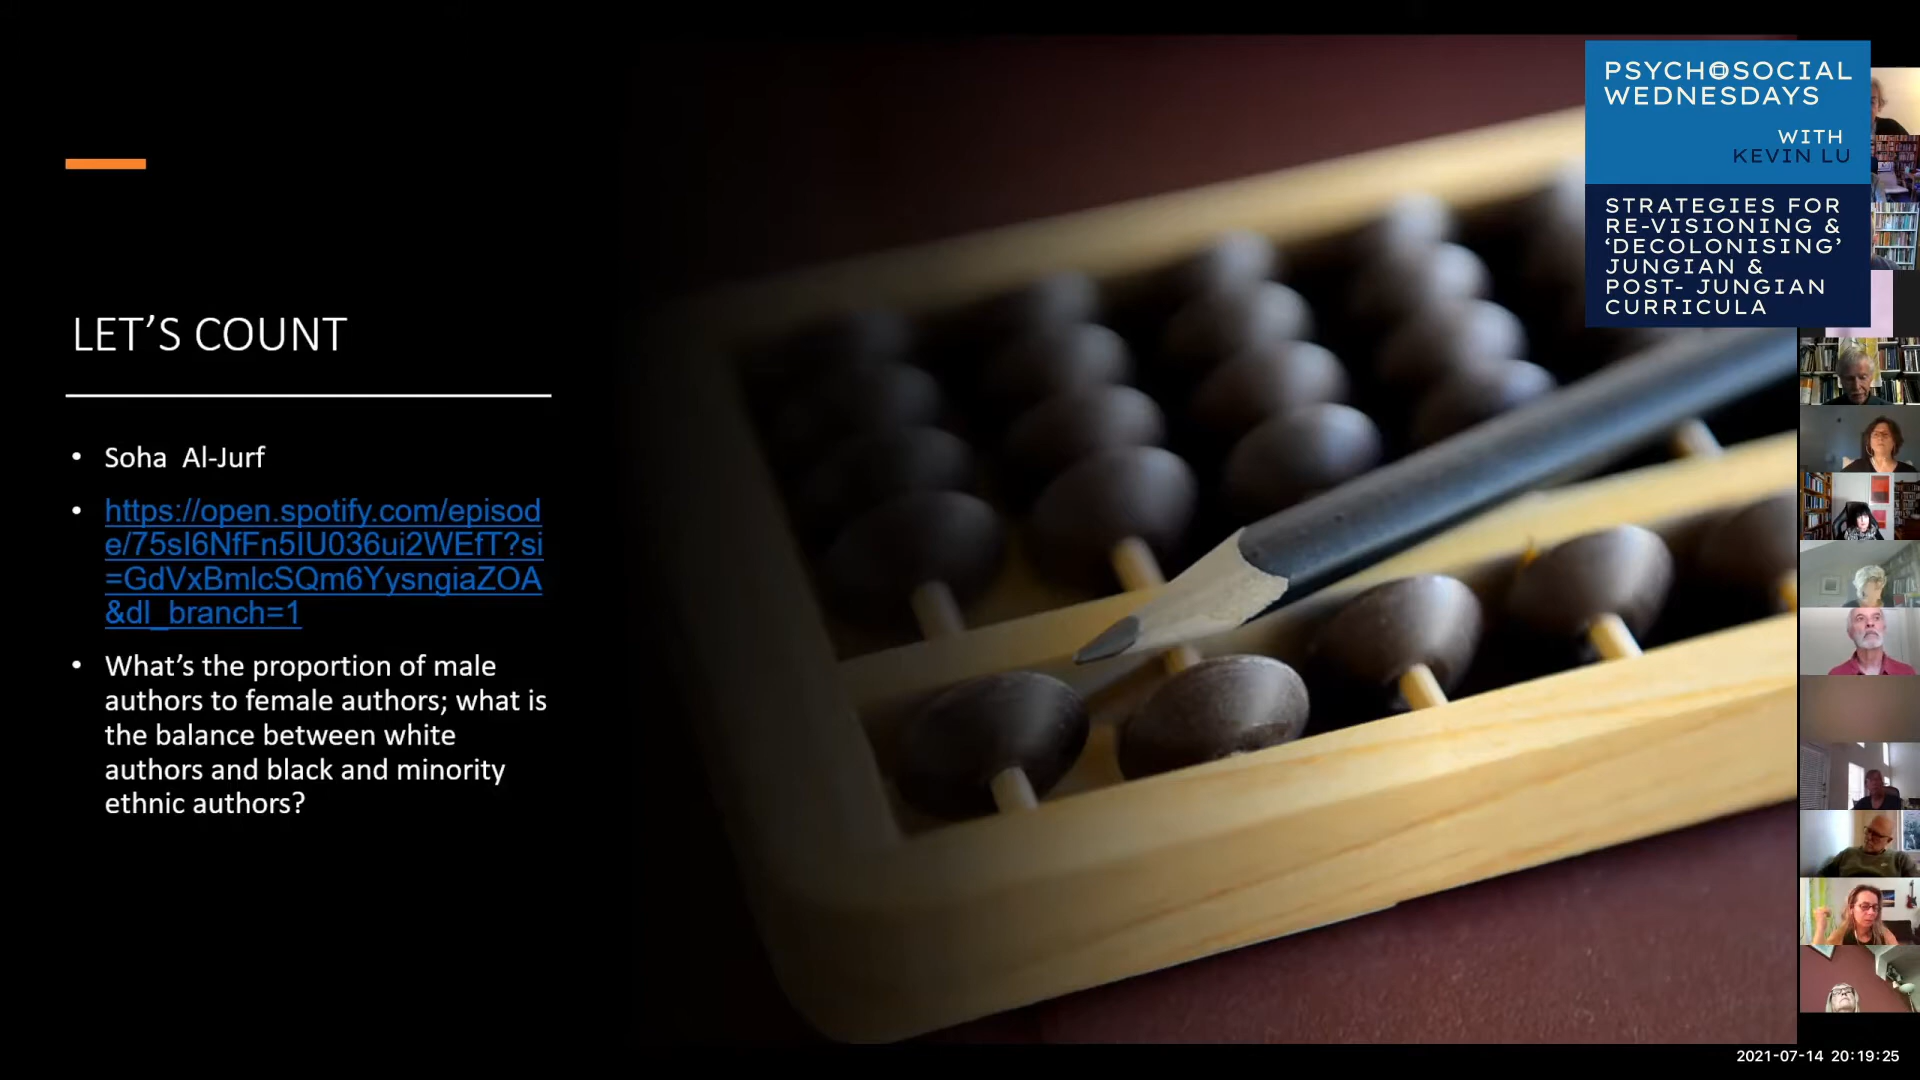 PSYCHOSOCIAL
WEDNESDAYS
WITH
KEVIN LU
STRATEGIES FOR
RE-VISIONING &
‘DECOLONISING’
JUNGIAN &
POST- JUNGIAN
CURRICULA
LET’S COUNT
• Soha Al-Jurf
• https://open.spotify.com/episod
e/75sI6NfFn5IU036ui2WEfT?si
=GdVxBmlcSQm6YysngiaZOA
&dl_branch=1
• What’s the proportion of male
authors to female authors; what is
the balance between white
authors and black and minority
ethnic authors?
2021-07-14 20:19:25